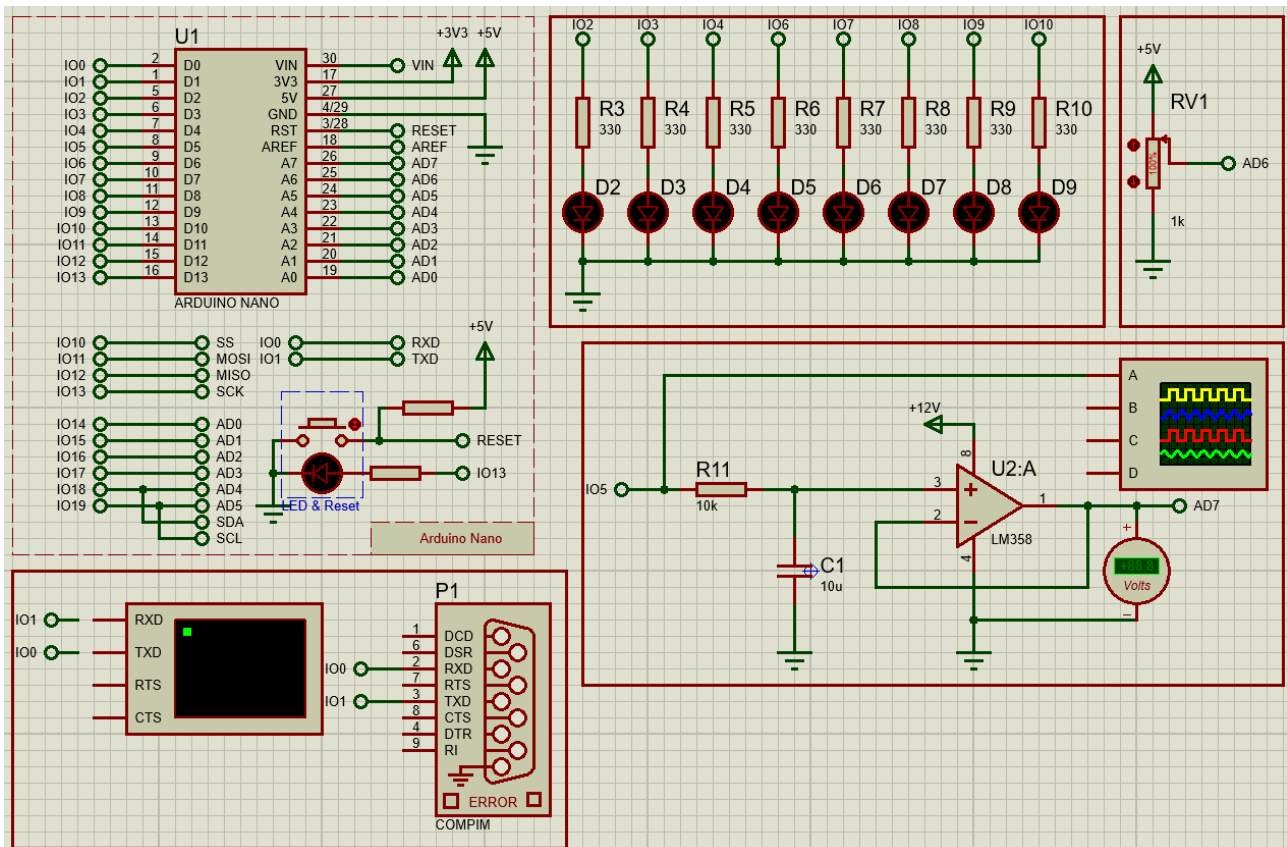 U1
ARDUINO NANO
+3V3 +5V
IO0 2 D0 VIN 30 VIN
IO1 1 D1 3V3 17
IO2 5 D2 5V 27
IO3 6 D3 GND 4/29
IO4 7 D4 RST 3/28 RESET
IO5 8 D5 AREF 18 AREF
IO6 9 D6 A7 26 AD7
IO7 10 D7 A6 25 AD6
IO8 11 D8 A5 24 AD5
IO9 12 D9 A4 23 AD4
IO10 13 D10 A3 22 AD3
IO11 14 D11 A2 21 AD2
IO12 15 D12 A1 20 AD1
IO13 16 D13 A0 19 AD0
IO10 SS
IO11 MOSI
IO12 MISO
IO13 SCK
IO0 RXD
IO1 TXD
IO14 AD0
IO15 AD1
IO16 AD2
IO17 AD3
IO18 AD4
IO19 AD5
SDA
SCL
+5V
RESET
IO13
LED & Reset
Arduino Nano
IO2 IO3 IO4 IO6 IO7 IO8 IO9 IO10
R3 R4 R5 R6 R7 R8 R9 R10
330 330 330 330 330 330 330 330
D2 D3 D4 D5 D6 D7 D8 D9
+5V
RV1
100%
AD6
1k
IO5
R11
10k
C1
10u
+12V
U2:A
LM358
8
3
2
1
4
AD7
A
B
C
D
+
+88.8
Volts
IO1 RXD
IO0 TXD
RTS
CTS
P1
1 DCD
6 DSR
IO0 2 RXD
7 RTS
IO1 3 TXD
8 CTS
4 DTR
9 RI
ERROR
COMPIM